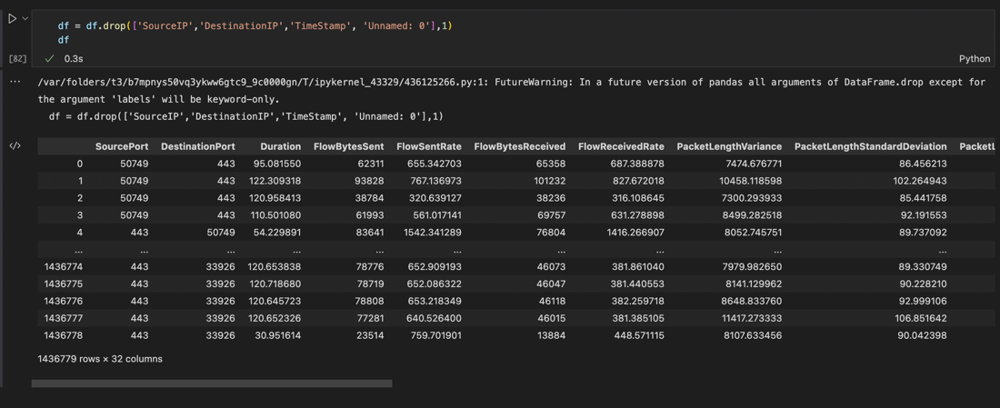 df = df.drop(['SourceIP','DestinationIP','TimeStamp', 'Unnamed: 0'],1)
df
[82] 0.3s Python
/var/folders/t3/b7mpnys50vq3ykww6gtc9_9c0000gn/T/ipykernel_43329/436125266.py:1: FutureWarning: In a future version of pandas all arguments of DataFrame.drop except for
the argument 'labels' will be keyword-only.
df = df.drop(['SourceIP','DestinationIP','TimeStamp', 'Unnamed: 0'],1)
SourcePort DestinationPort Duration FlowBytesSent FlowSentRate FlowBytesReceived FlowReceivedRate PacketLengthVariance PacketLengthStandardDeviation PacketL
0 50749 443 95.081550 62311 655.342703 65358 687.388878 7474.676771 86.456213
1 50749 443 122.309318 93828 767.136973 101232 827.672018 10458.118598 102.264943
2 50749 443 120.958413 38784 320.639127 38236 316.108645 7300.293933 85.441758
3 50749 443 110.501080 61993 561.017141 69757 631.278898 8499.282518 92.191553
4 443 50749 54.229891 83641 1542.341289 76804 1416.266907 8052.745751 89.737092
... ... ... ... ... ... ... ... ... ...
1436774 443 33926 120.653838 78776 652.909193 46073 381.861040 7979.982650 89.330749
1436775 443 33926 120.718680 78719 652.086322 46047 381.440553 8141.129962 90.228210
1436776 443 33926 120.645723 78808 653.218349 46118 382.259718 8648.833760 92.999106
1436777 443 33926 120.652326 77281 640.526400 46015 381.385105 11417.273333 106.851642
1436778 443 33926 30.951614 23514 759.701901 13884 448.571115 8107.633456 90.042398
1436779 rows × 32 columns